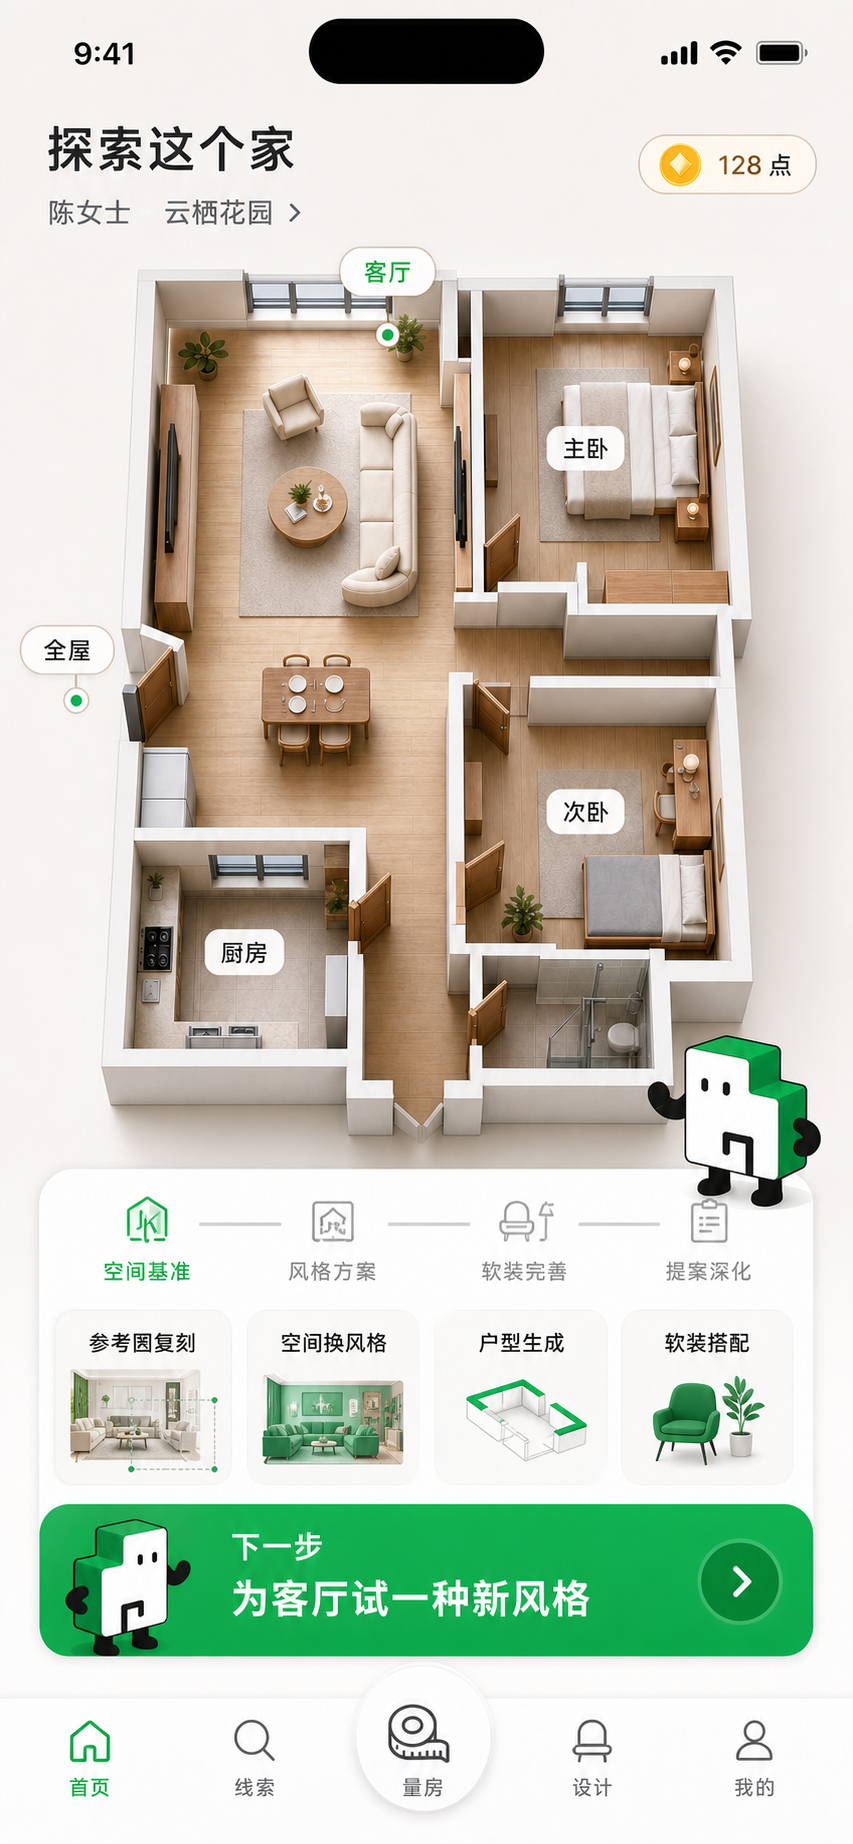 9:41
探索这个家
128 点
陈女士 云栖花园
客厅
主卧
全屋
次卧
厨房
空间基准
风格方案
软装完善
提案深化
参考图复刻
空间换风格
户型生成
软装搭配
下一步
为客厅试一种新风格
首页
线索
量房
设计
我的